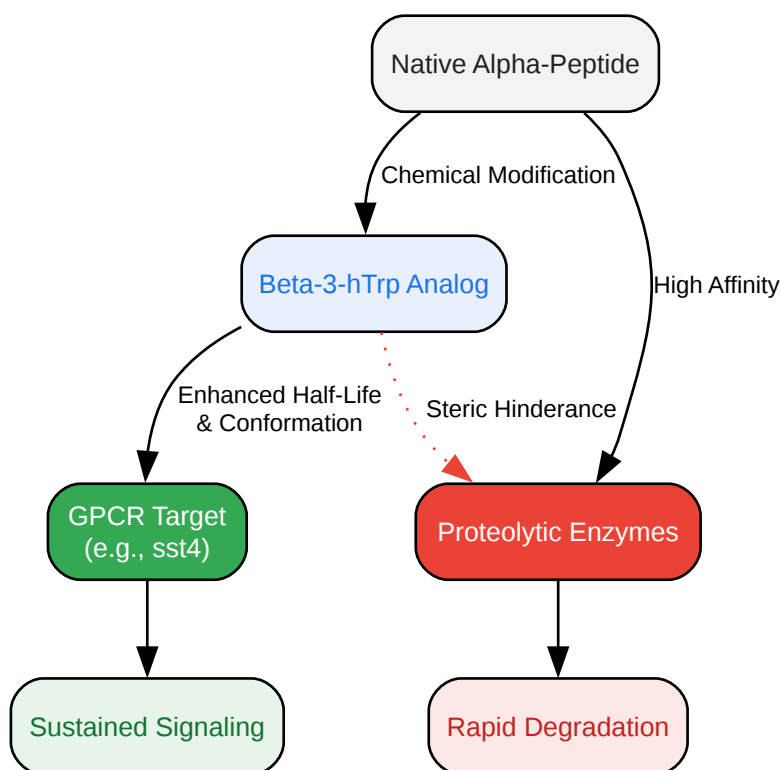 Native Alpha-Peptide
Chemical Modification
Beta-3-hTrp Analog
High Affinity
Enhanced Half-Life
& Conformation
Steric Hinderance
GPCR Target
(e.g., sst4)
Proteolytic Enzymes
Sustained Signaling
Rapid Degradation